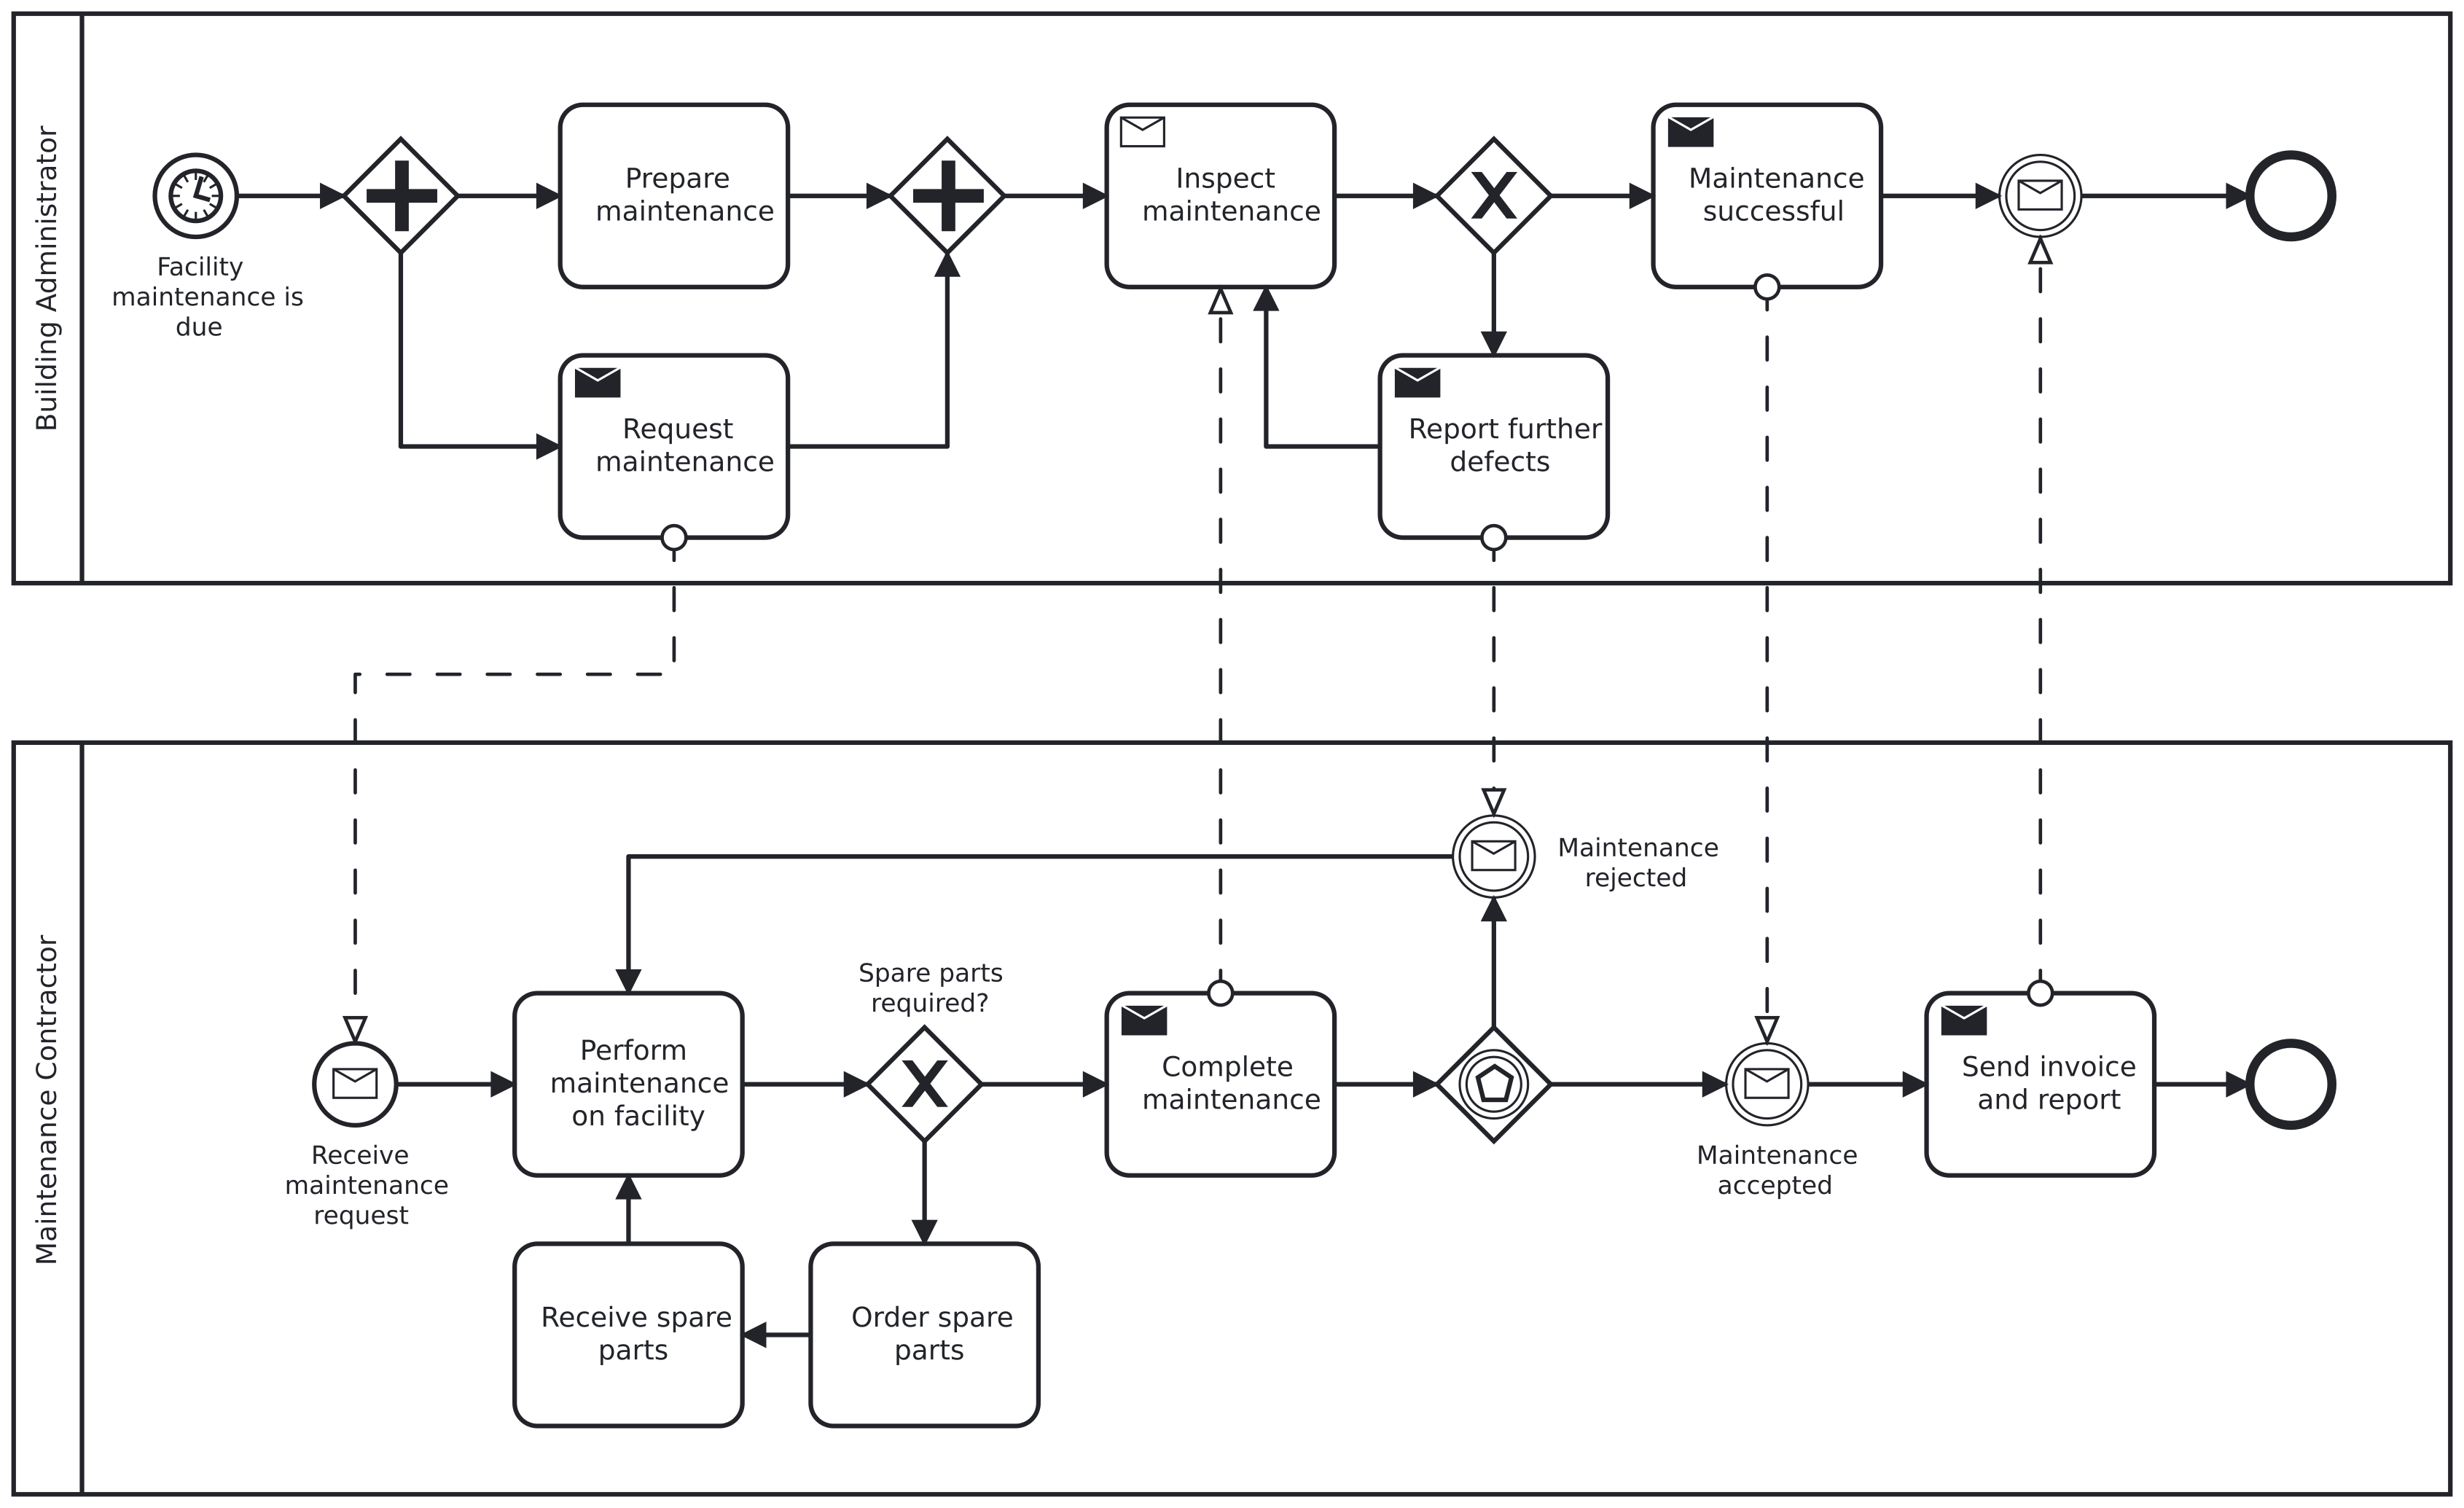 Building Administrator
Facility
maintenance is
due
Prepare
maintenance
Request
maintenance
Inspect
maintenance
Report further
defects
Maintenance
successful
Maintenance Contractor
Receive
maintenance
request
Perform
maintenance
on facility
Spare parts
required?
Receive spare
parts
Order spare
parts
Complete
maintenance
Maintenance
rejected
Maintenance
accepted
Send invoice
and report